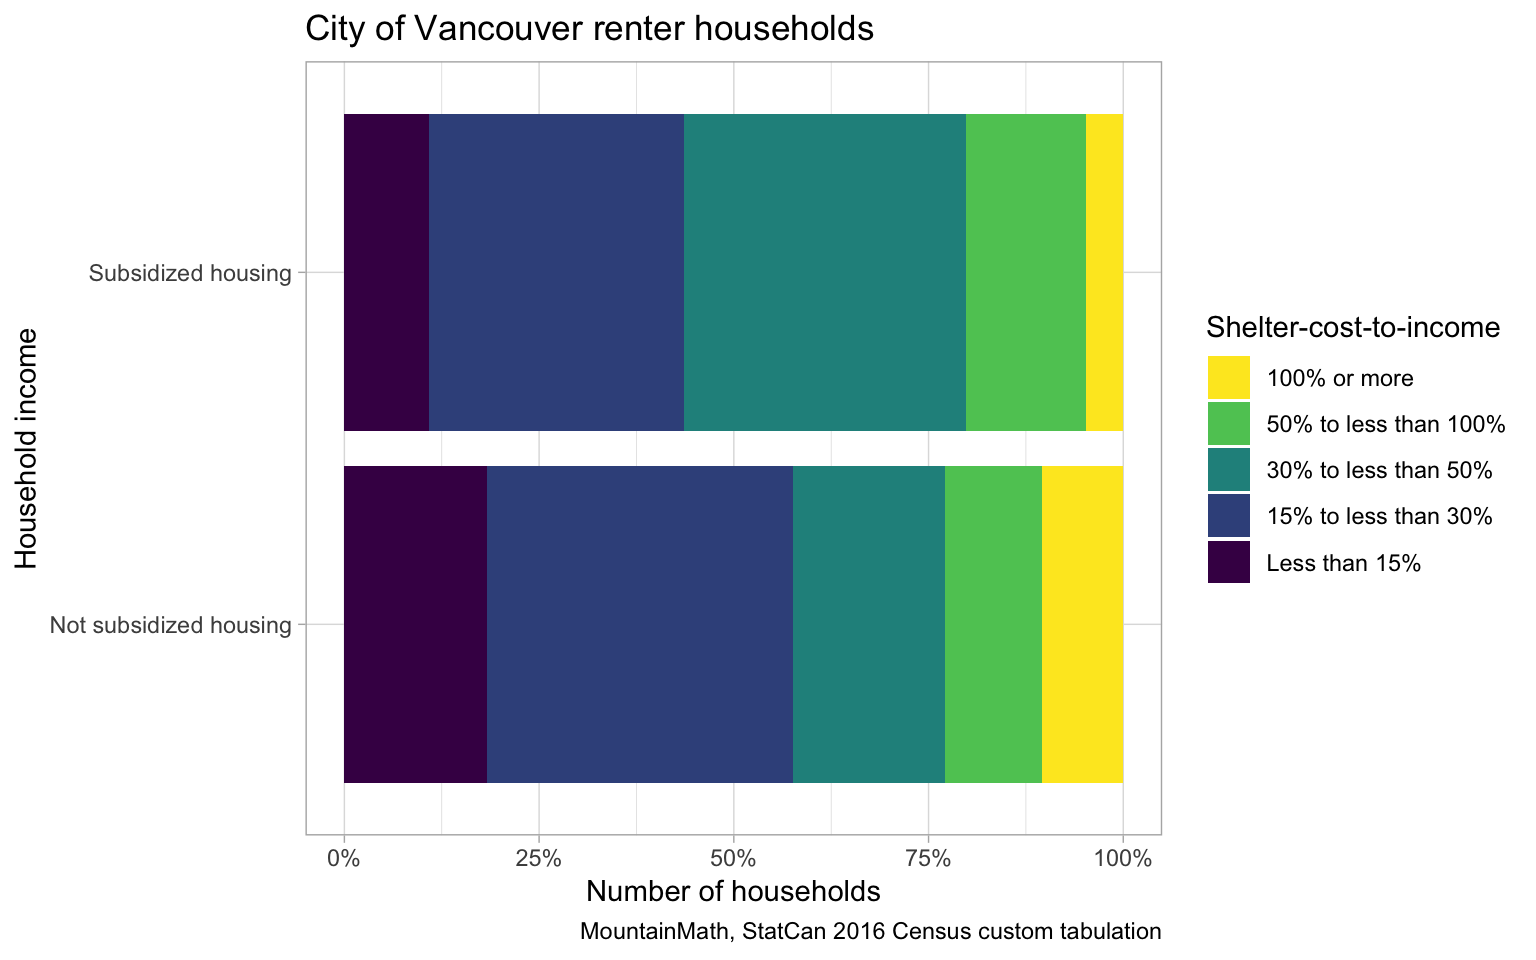 City of Vancouver renter households
Household income
Subsidized housing
Not subsidized housing
0%
25%
50%
75%
100%
Number of households
MountainMath, StatCan 2016 Census custom tabulation
Shelter-cost-to-income
100% or more
50% to less than 100%
30% to less than 50%
15% to less than 30%
Less than 15%